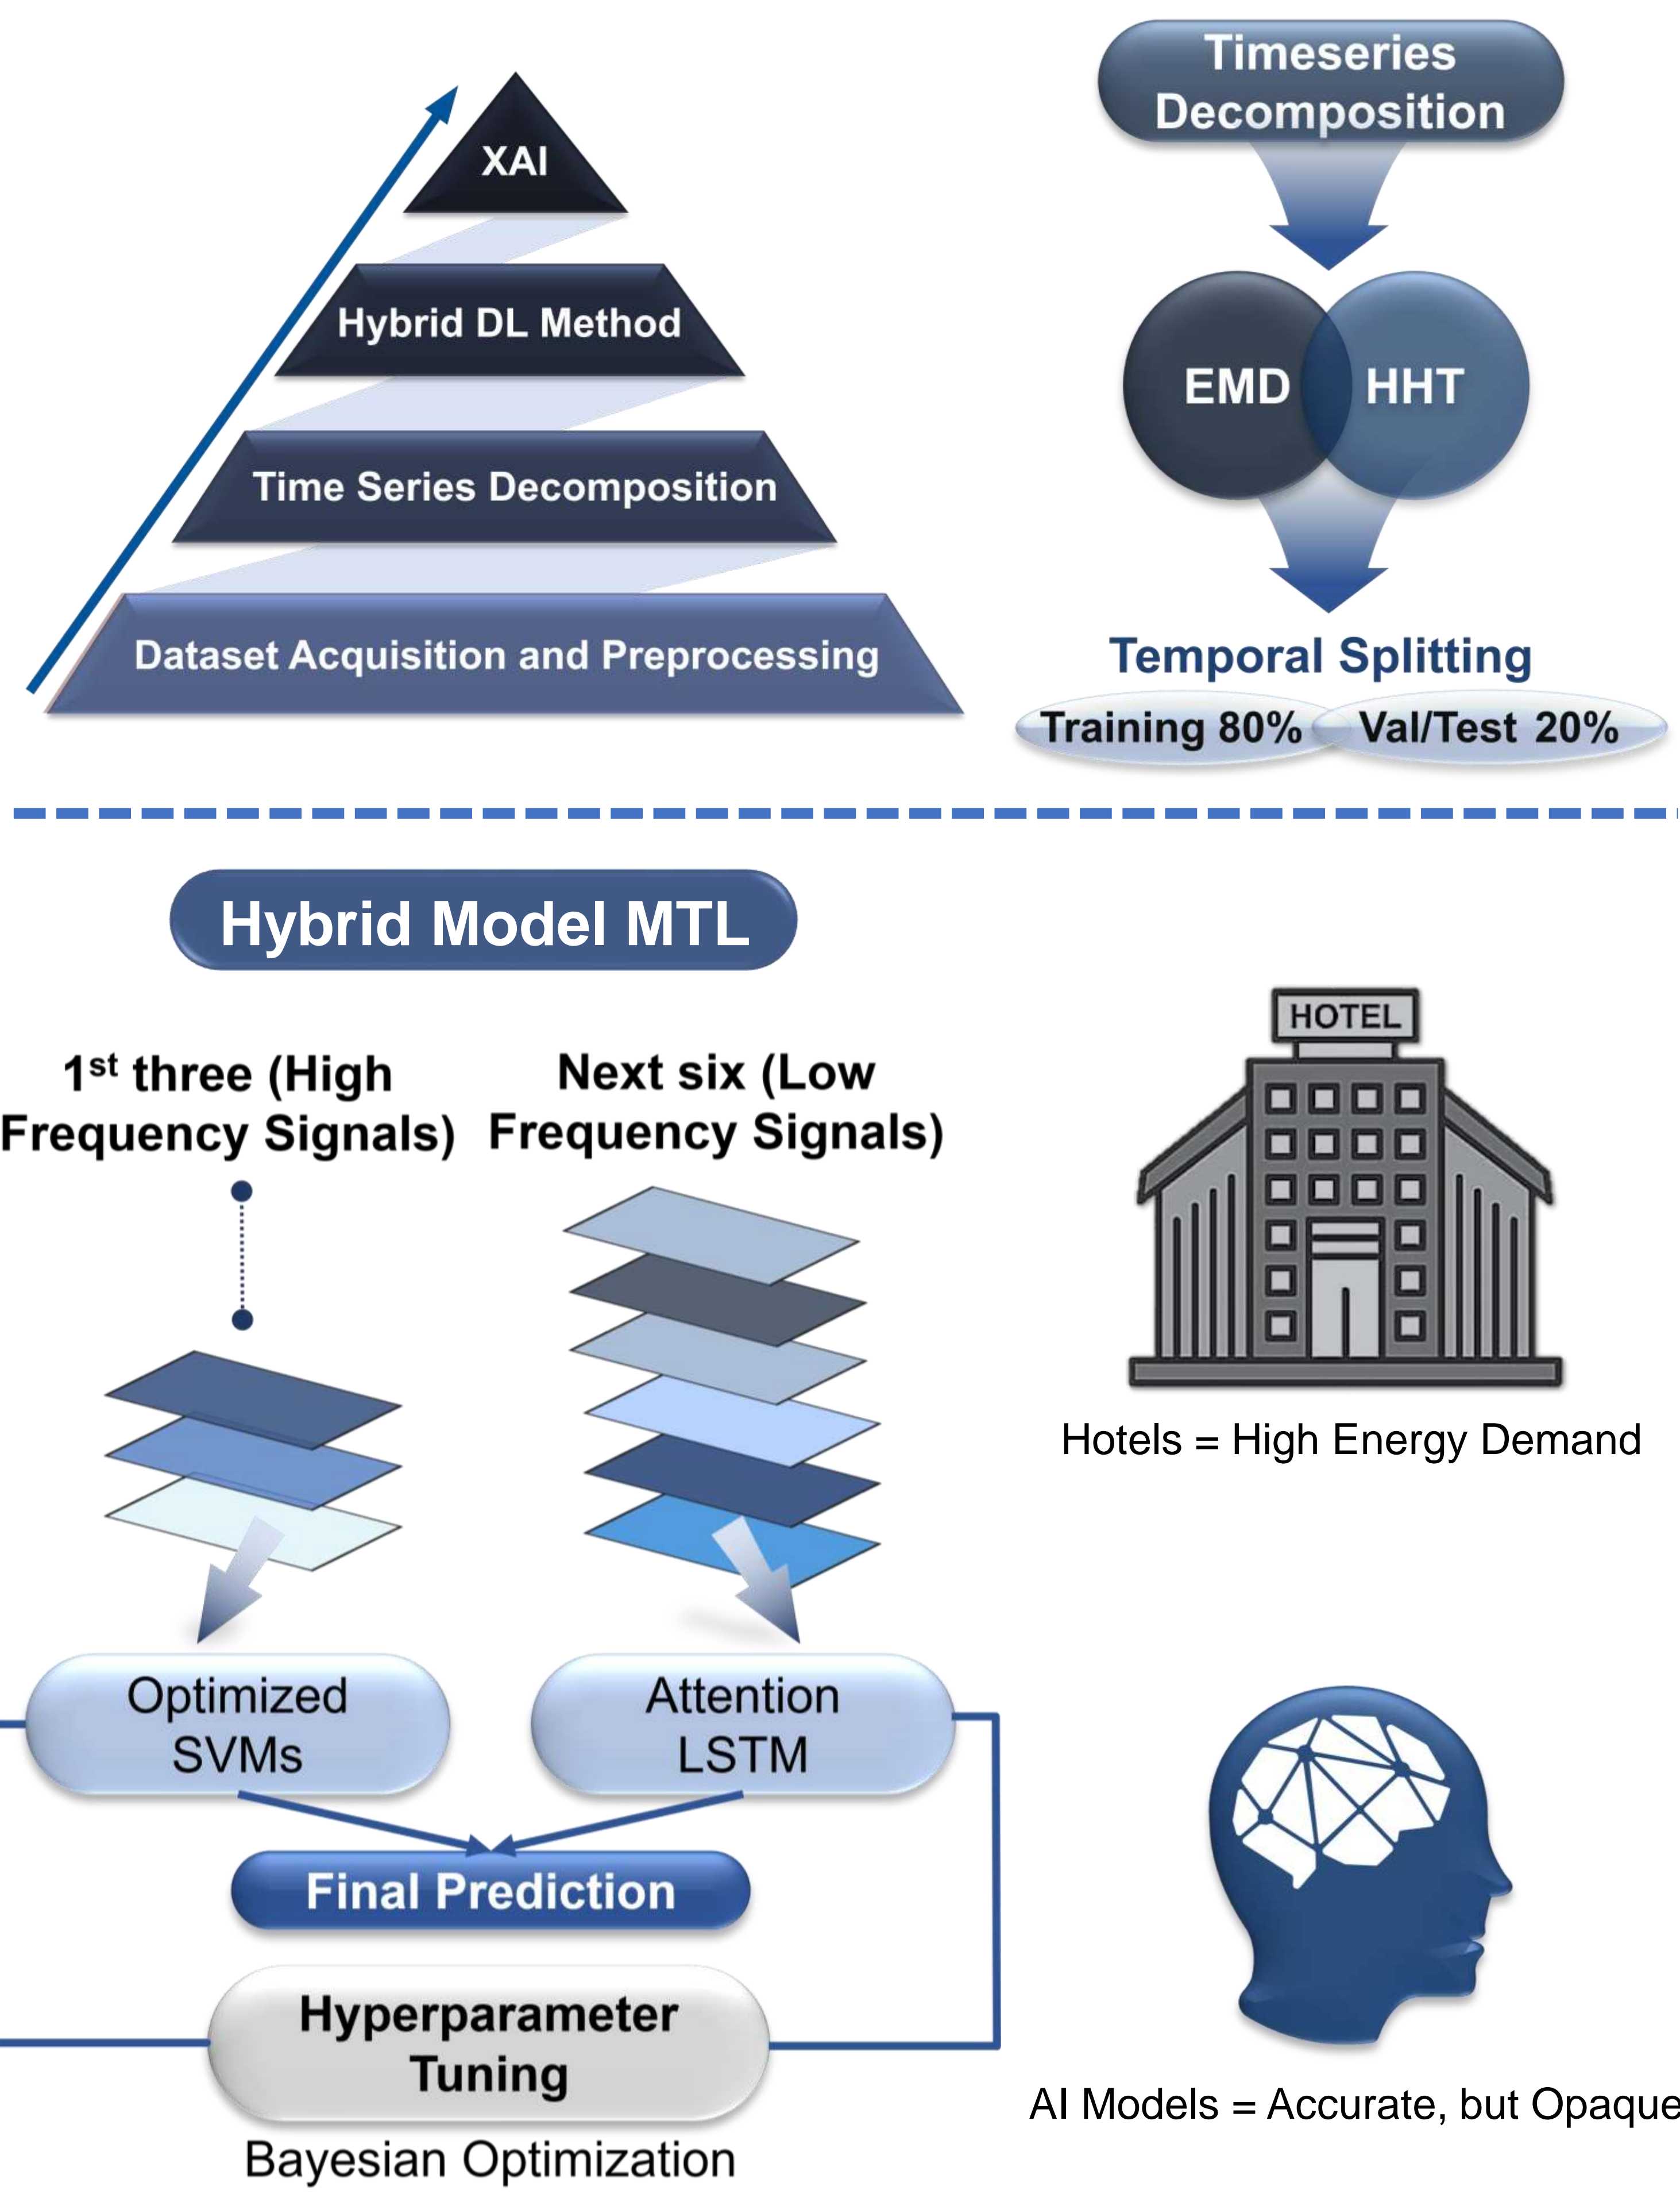 XAI
Hybrid DL Method
Time Series Decomposition
Dataset Acquisition and Preprocessing
Timeseries
Decomposition
EMD
HHT
Temporal Splitting
Training 80%
Val/Test 20%
Hybrid Model MTL
1st three (High
Frequency Signals)
Next six (Low
Frequency Signals)
Optimized
SVMs
Attention
LSTM
Final Prediction
Hyperparameter
Tuning
Bayesian Optimization
HOTEL
Hotels = High Energy Demand
AI Models = Accurate, but Opaque